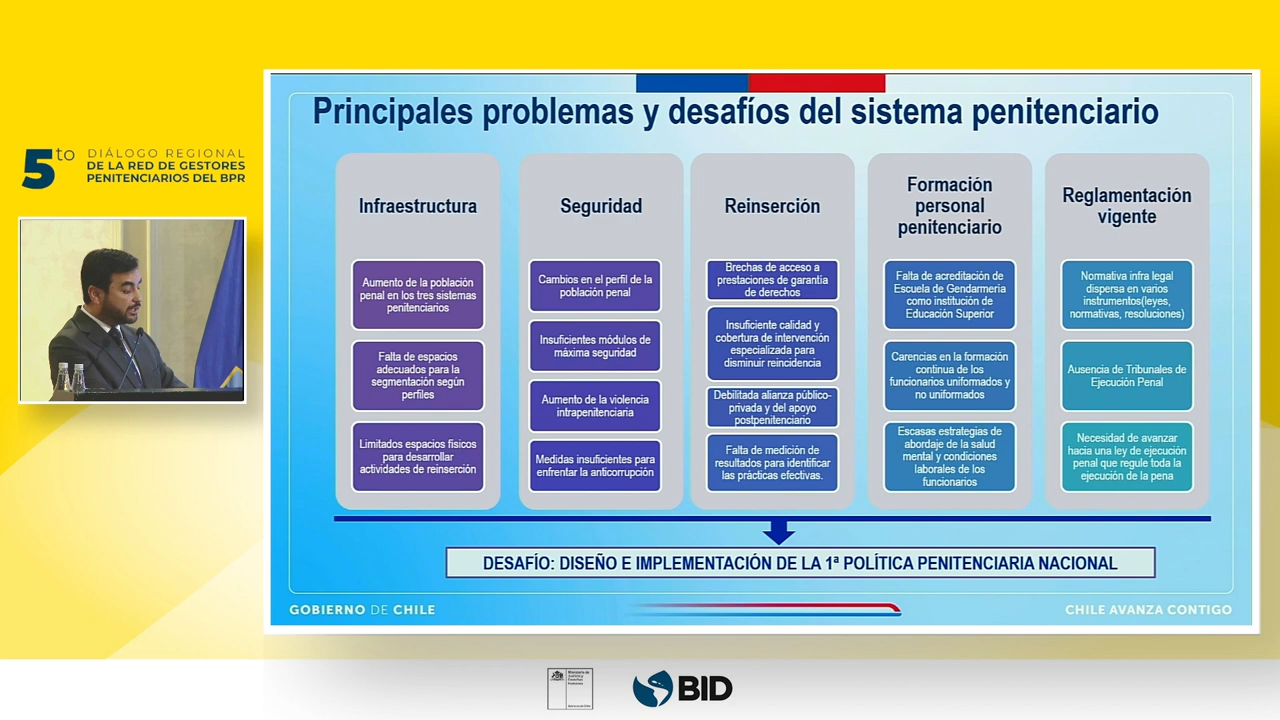 5to
DIÁLOGO REGIONAL
DE LA RED DE GESTORES
PENITENCIARIOS DEL BPR
Principales problemas y desafíos del sistema penitenciario
Infraestructura
Aumento de la población
penal en los tres sistemas
penitenciarios
Falta de espacios
adecuados para la
segmentación según
perfiles
Limitados espacios físicos
para desarrollar
actividades de reinserción
Seguridad
Cambios en el perfil de la
población penal
Insuficientes módulos de
máxima seguridad
Aumento de la violencia
intrapenitenciaria
Medidas insuficientes para
enfrentar la anticorrupción
Reinserción
Brechas de acceso a
prestaciones de garantía
de derechos
Insuficiente calidad y
cobertura de intervención
especializada para
disminuir reincidencia
Debilitada alianza público-
privada y del apoyo
postpenitenciario
Falta de medición de
resultados para identificar
las prácticas efectivas.
Formación
personal
penitenciario
Falta de acreditación de
Escuela de Gendarmería
como institución de
Educación Superior
Carencias en la formación
continua de los
funcionarios uniformados y
no uniformados
Escasas estrategias de
abordaje de la salud
mental y condiciones
laborales de los
funcionarios
Reglamentación
vigente
Normativa infra legal
dispersa en varios
instrumentos(leyes,
normativas, resoluciones)
Ausencia de Tribunales de
Ejecución Penal
Necesidad de avanzar
hacia una ley de ejecución
penal que regule toda la
ejecución de la pena
DESAFÍO: DISEÑO E IMPLEMENTACIÓN DE LA 1ª POLÍTICA PENITENCIARIA NACIONAL
GOBIERNO DE CHILE
CHILE AVANZA CONTIGO
Ministerio de
Justicia y
Derechos
Humanos
Gobierno de Chile
BID